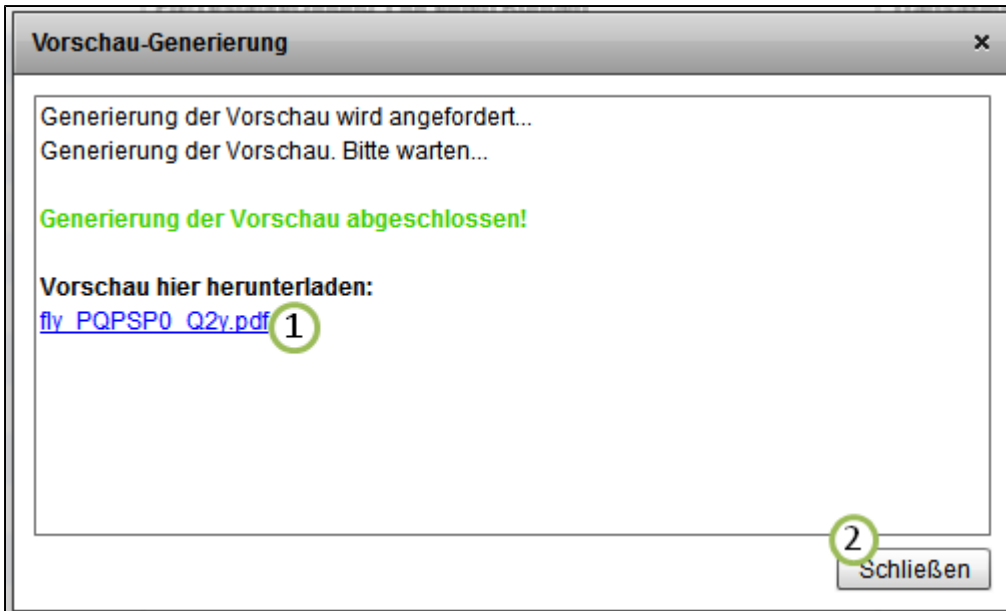 Vorschau-Generierung ×
Generierung der Vorschau wird angefordert...
Generierung der Vorschau. Bitte warten...
Generierung der Vorschau abgeschlossen!
Vorschau hier herunterladen:
fly_PQPSP0_Q2y.pdf 1
2
Schließen